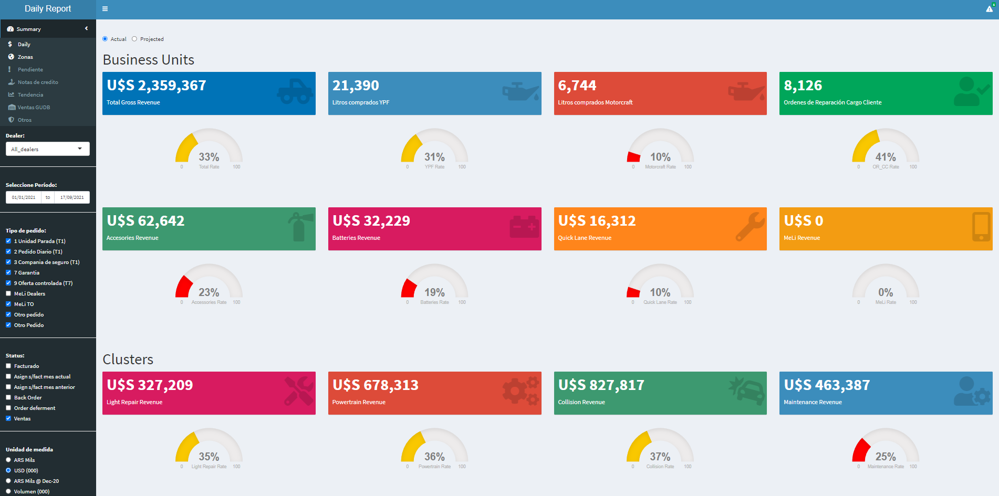 Daily Report
1
Summary
Daily
Zonas
Pendiente
Notas de credito
Tendencia
Ventas GUDB
Otros
Dealer:
All_dealers
Seleccione Período:
01/01/2021 to 17/09/2021
Tipo de pedido:
1 Unidad Parada (T1)
2 Pedido Diario (T1)
3 Compania de seguro (T1)
7 Garantia
9 Oferta controlada (T7)
MeLi Dealers
MeLi TO
Otro pedido
Otro Pedido
Status:
Facturado
Asign s/fact mes actual
Asign s/fact mes anterior
Back Order
Order deferment
Ventas
Unidad de medida
ARS Mils
USD (000)
ARS Mils @ Dec-20
Volumen (000)
Actual Projected
Business Units
U$S 2,359,367
Total Gross Revenue
21,390
Litros comprados YPF
6,744
Litros comprados Motorcraft
8,126
Ordenes de Reparación Cargo Cliente
33%
0 Total Rate 100
31%
0 YPF Rate 100
10%
0 Motorcraft Rate 100
41%
0 OR_CC Rate 100
U$S 62,642
Accesories Revenue
U$S 32,229
Batteries Revenue
U$S 16,312
Quick Lane Revenue
U$S 0
MeLi Revenue
23%
0 Accessories Rate 100
19%
0 Batteries Rate 100
10%
0 Quick Lane Rate 100
0%
0 MeLi Rate 100
Clusters
U$S 327,209
Light Repair Revenue
U$S 678,313
Powertrain Revenue
U$S 827,817
Collision Revenue
U$S 463,387
Maintenance Revenue
35%
0 Light Repair Rate 100
36%
0 Powertrain Rate 100
37%
0 Collision Rate 100
25%
0 Maintenance Rate 100